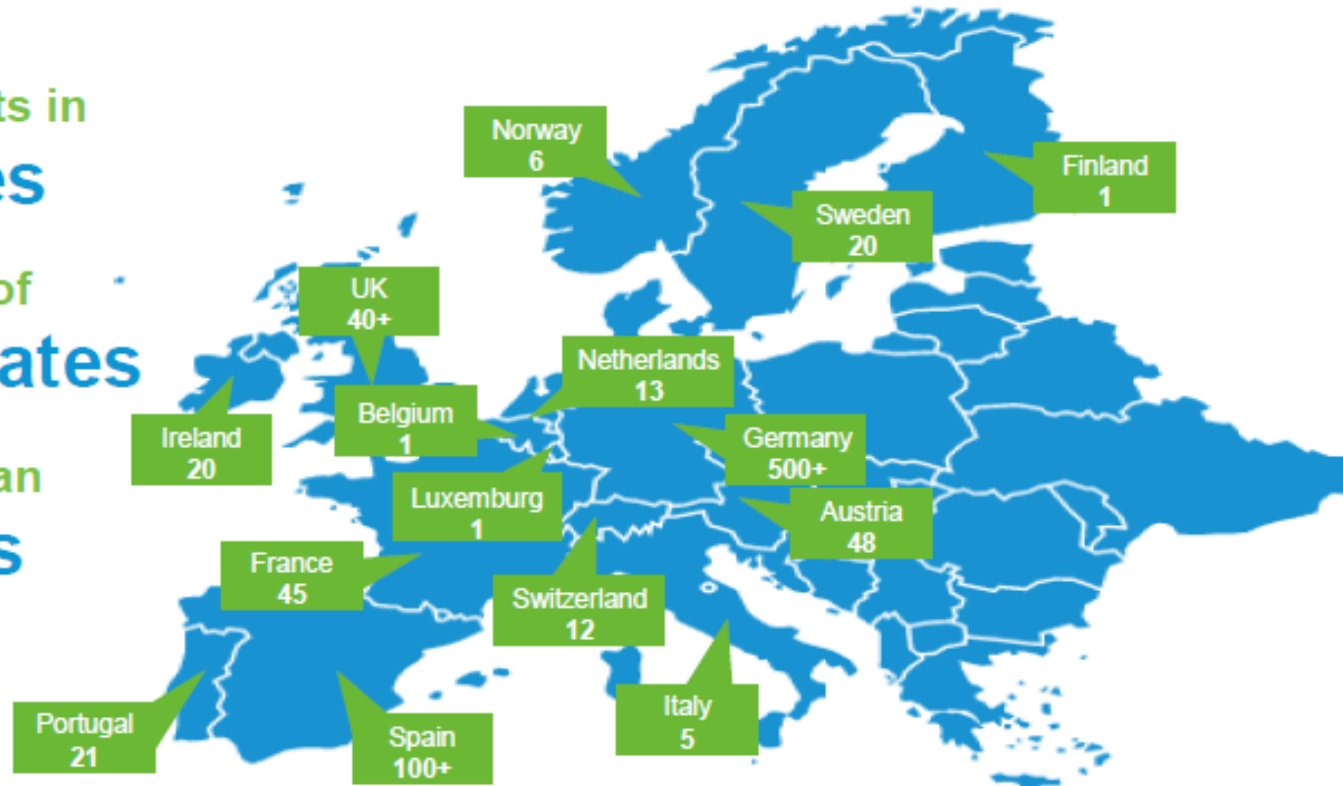 ts in
es
of
ates
an
s
Norway
6
Finland
1
Sweden
20
UK
40+
Netherlands
13
Belgium
1
Germany
500+
Ireland
20
Luxemburg
1
Austria
48
France
45
Switzerland
12
Italy
5
Portugal
21
Spain
100+